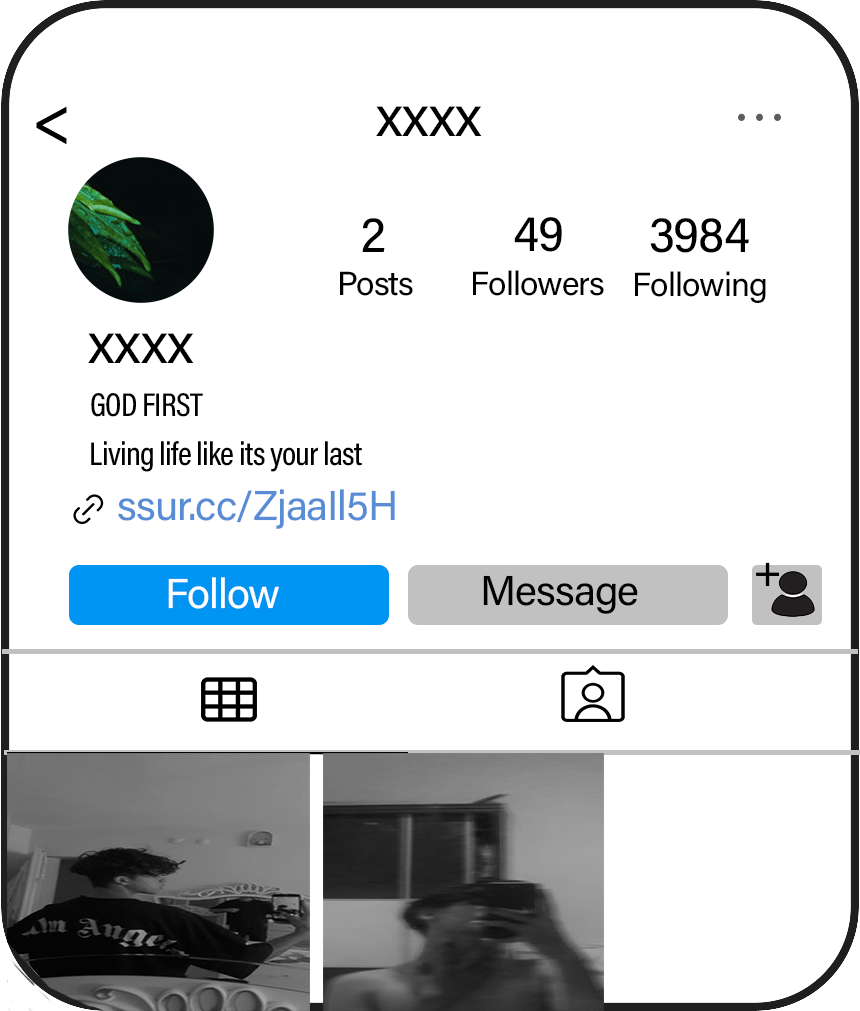 <
XXXX
2 49 3984
Posts Followers Following
XXXX
GOD FIRST
Living life like its your last
ssur.cc/Zjaall5H
Follow Message
Angel